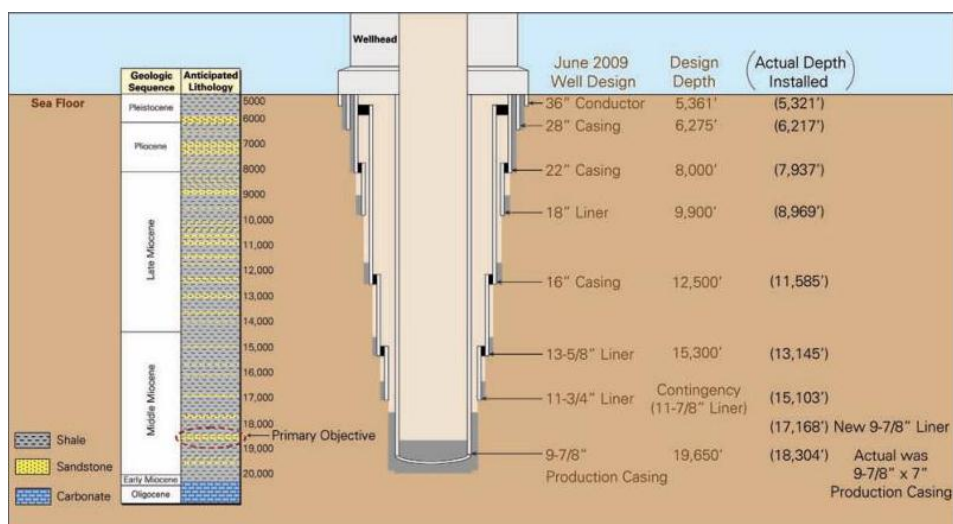 Wellhead
Geologic Sequence
Anticipated Lithology
Sea Floor
Pleistocene
Pliocene
Late Miocene
Middle Miocene
Early Miocene
Oligocene
5000
6000
7000
8000
9000
10,000
11,000
12,000
13,000
14,000
15,000
16,000
17,000
18,000
19,000
20,000
Primary Objective
Shale
Sandstone
Carbonate
June 2009 Design (Actual Depth
Well Design Depth Installed)
36” Conductor 5,361’ (5,321’)
28” Casing 6,275’ (6,217’)
22” Casing 8,000’ (7,937’)
18” Liner 9,900’ (8,969’)
16” Casing 12,500’ (11,585’)
13-5/8” Liner 15,300’ (13,145’)
11-3/4” Liner Contingency (15,103’)
(11-7/8” Liner)
(17,168’) New 9-7/8” Liner
9-7/8” 19,650’ (18,304’) Actual was
Production Casing 9-7/8” x 7”
Production Casing